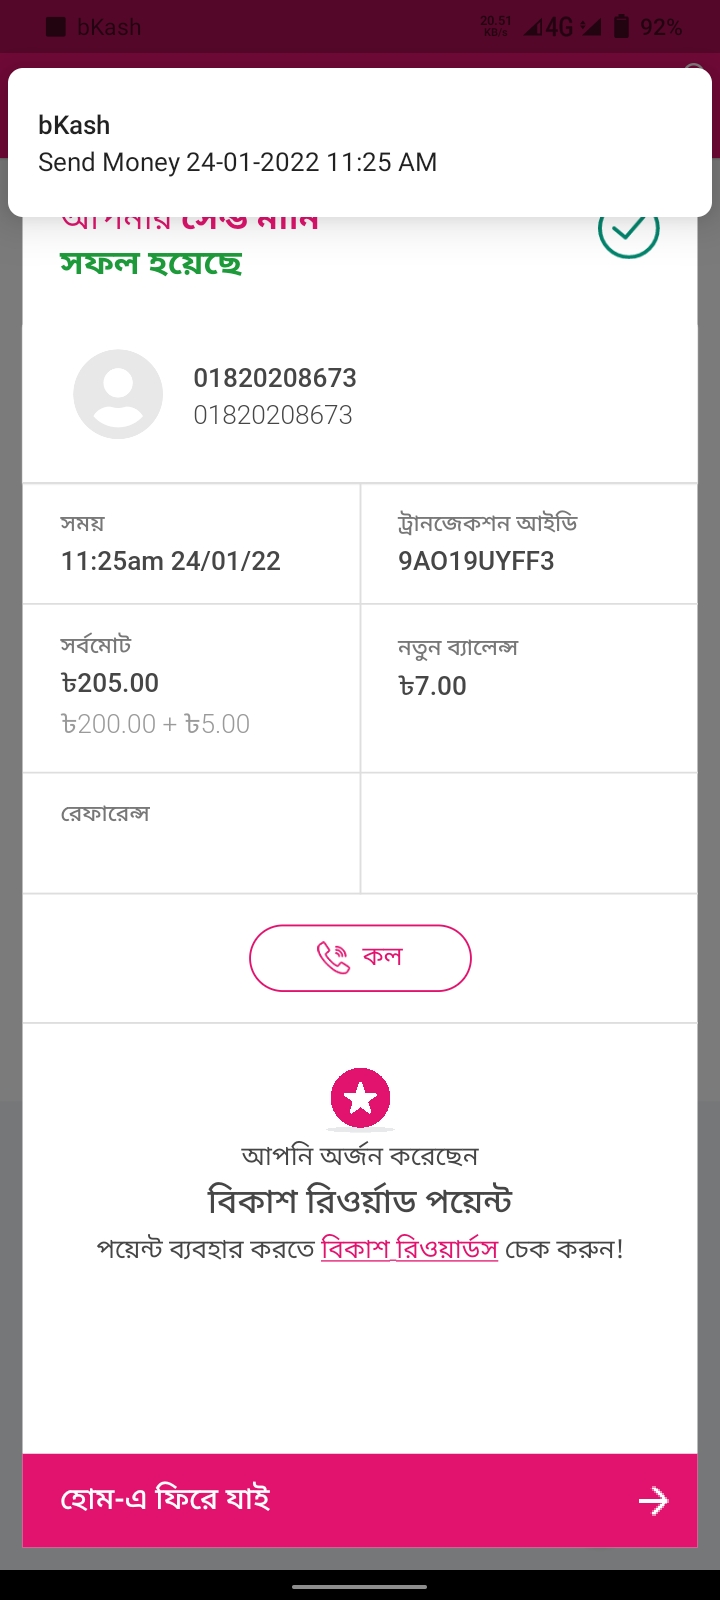 bKash
20.51
KB/s
4G
92%
bKash
Send Money 24-01-2022 11:25 AM
আপনার সেন্ড মানি
সফল হয়েছে
01820208673
01820208673
সময়
11:25am 24/01/22
ট্রানজেকশন আইডি
9AO19UYFF3
সর্বমোট
৳205.00
৳200.00 + ৳5.00
নতুন ব্যালেন্স
৳7.00
রেফারেন্স
কল
আপনি অর্জন করেছেন
বিকাশ রিওর্য়াড পয়েন্ট
পয়েন্ট ব্যবহার করতে বিকাশ রিওয়ার্ডস চেক করুন!
হোম-এ ফিরে যাই